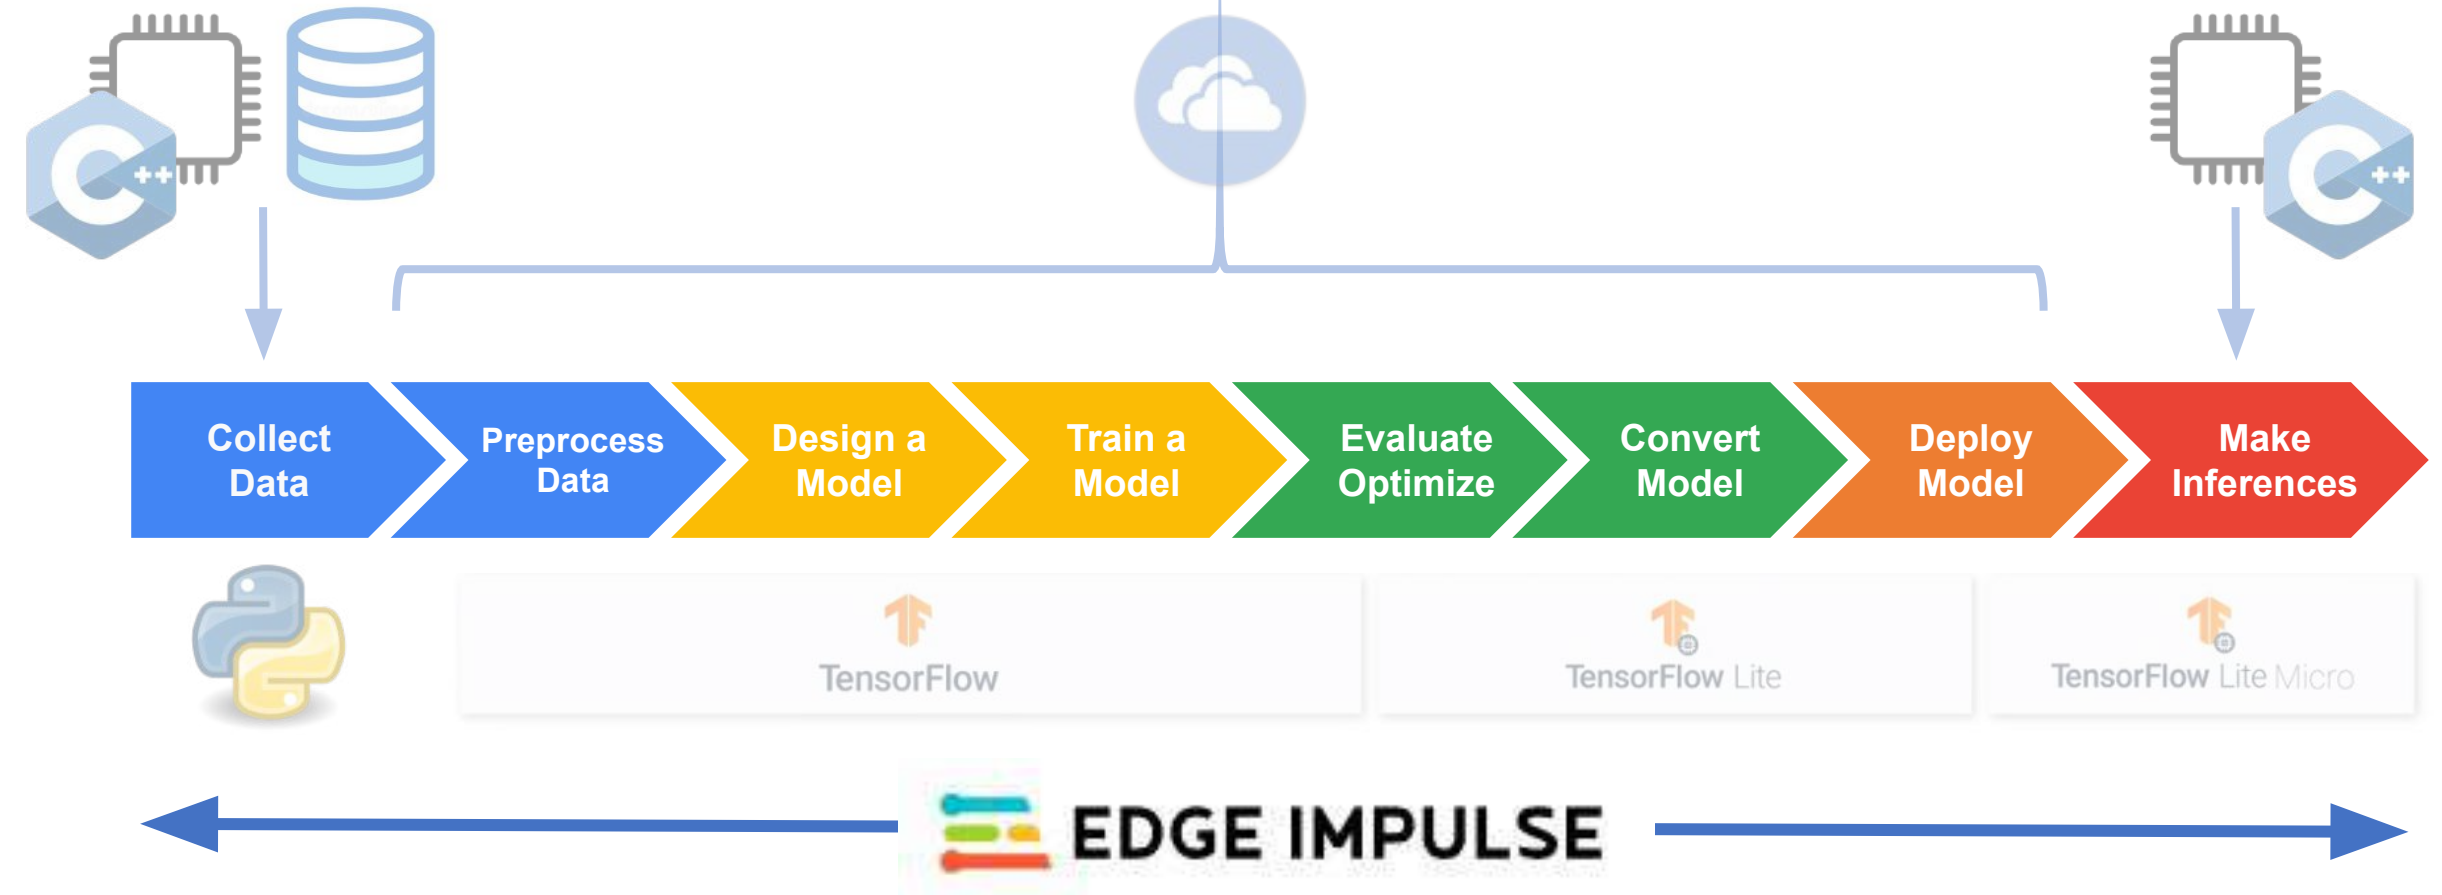 C++
C++
Collect
Data
Preprocess
Data
Design a
Model
Train a
Model
Evaluate
Optimize
Convert
Model
Deploy
Model
Make
Inferences
TensorFlow
TensorFlow Lite
TensorFlow Lite Micro
EDGE IMPULSE